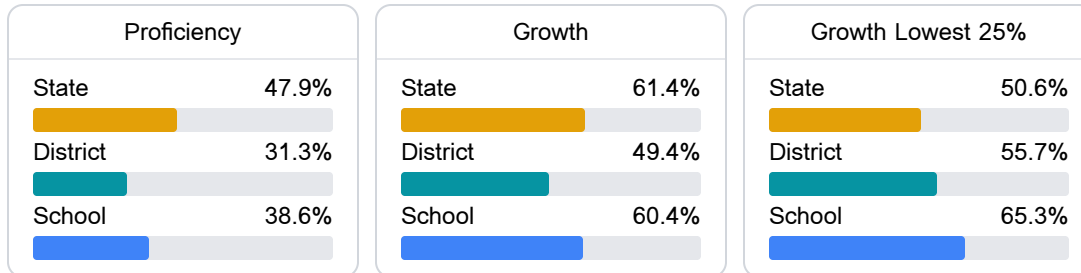 Proficiency
State 47.9%
District 31.3%
School 38.6%
Growth
State 61.4%
District 49.4%
School 60.4%
Growth Lowest 25%
State 50.6%
District 55.7%
School 65.3%